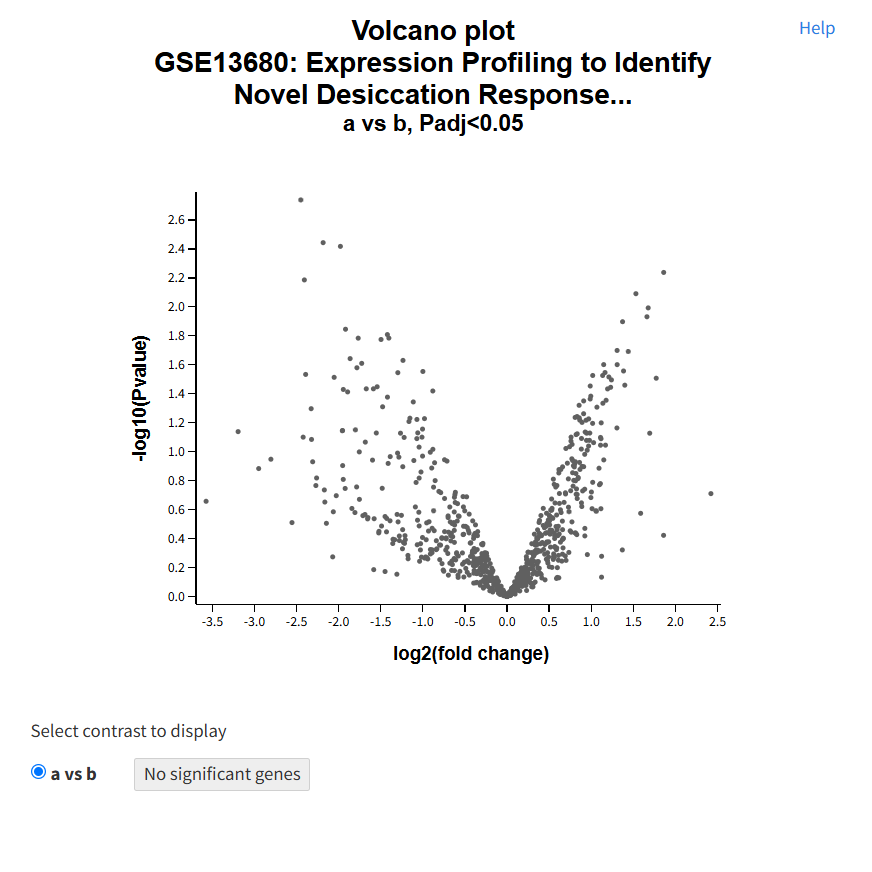 Help
Volcano plot
GSE13680: Expression Profiling to Identify
Novel Desiccation Response...
a vs b, Padj<0.05
-log10(Pvalue)
2.6
2.4
2.2
2.0
1.8
1.6
1.4
1.2
1.0
0.8
0.6
0.4
0.2
0.0
-3.5 -3.0 -2.5 -2.0 -1.5 -1.0 -0.5 0.0 0.5 1.0 1.5 2.0 2.5
log2(fold change)
Select contrast to display
a vs b No significant genes